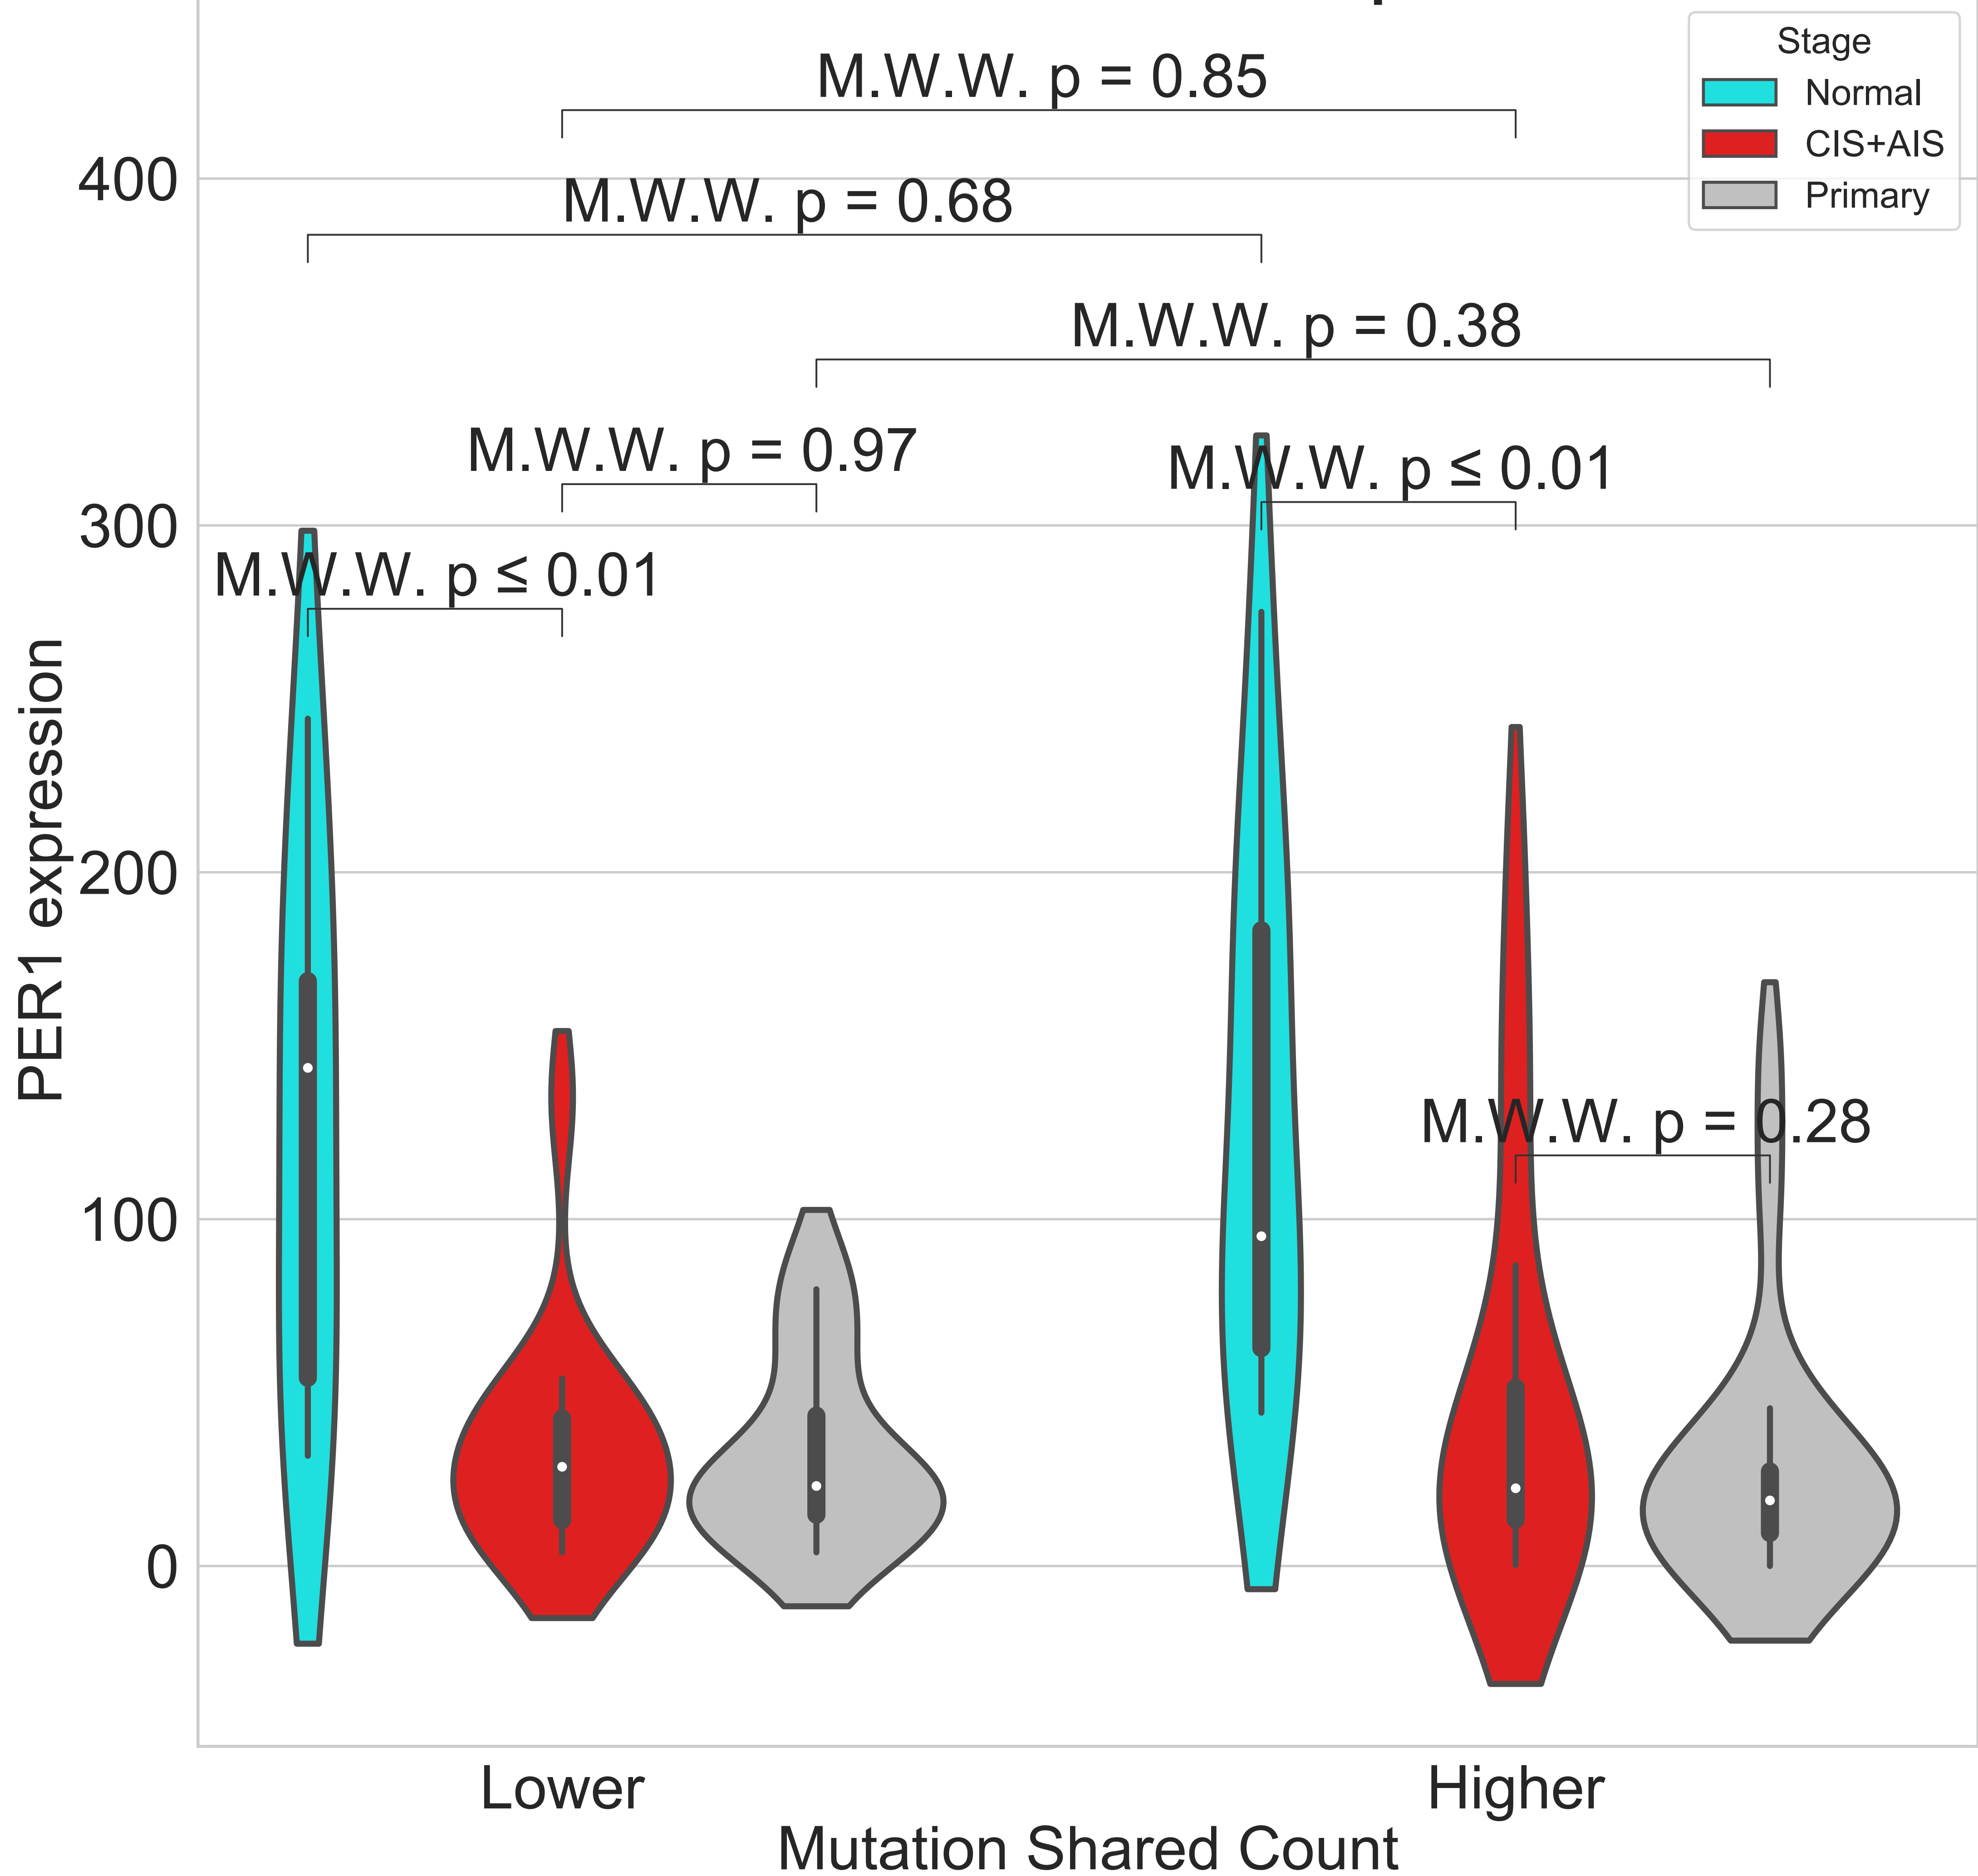 Stage
Normal
CIS+AIS
Primary
M.W.W. p = 0.85
400
M.W.W. p = 0.68
M.W.W. p = 0.38
M.W.W. p = 0.97
M.W.W. p ≤ 0.01
300
M.W.W. p ≤ 0.01
PER1 expression
200
M.W.W. p = 0.28
100
0
Lower
Higher
Mutation Shared Count